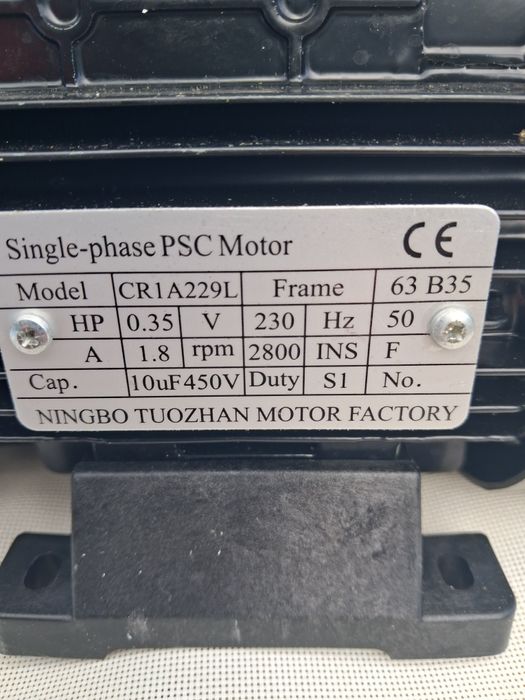 Single-phase PSC Motor CE
Model CR1A229L Frame 63 B35
HP 0.35 V 230 Hz 50
A 1.8 rpm 2800 INS F
Cap. 10uF450V Duty S1 No.
NINGBO TUOZHAN MOTOR FACTORY